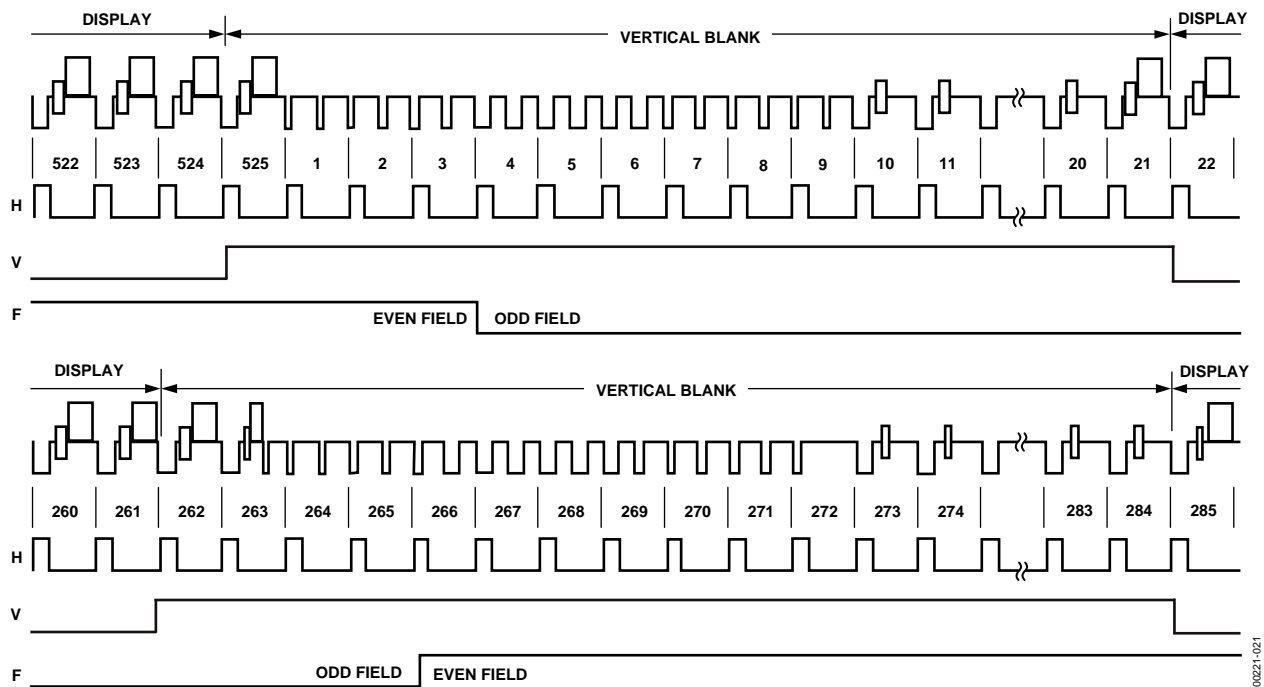 DISPLAY DISPLAY
VERTICAL BLANK
522 523 524 525 1 2 3 4 5 6 7 8 9 10 11 20 21 22
H
V
F
EVEN FIELD ODD FIELD
DISPLAY DISPLAY
VERTICAL BLANK
260 261 262 263 264 265 266 267 268 269 270 271 272 273 274 283 284 285
H
V
F
ODD FIELD EVEN FIELD
00221-021